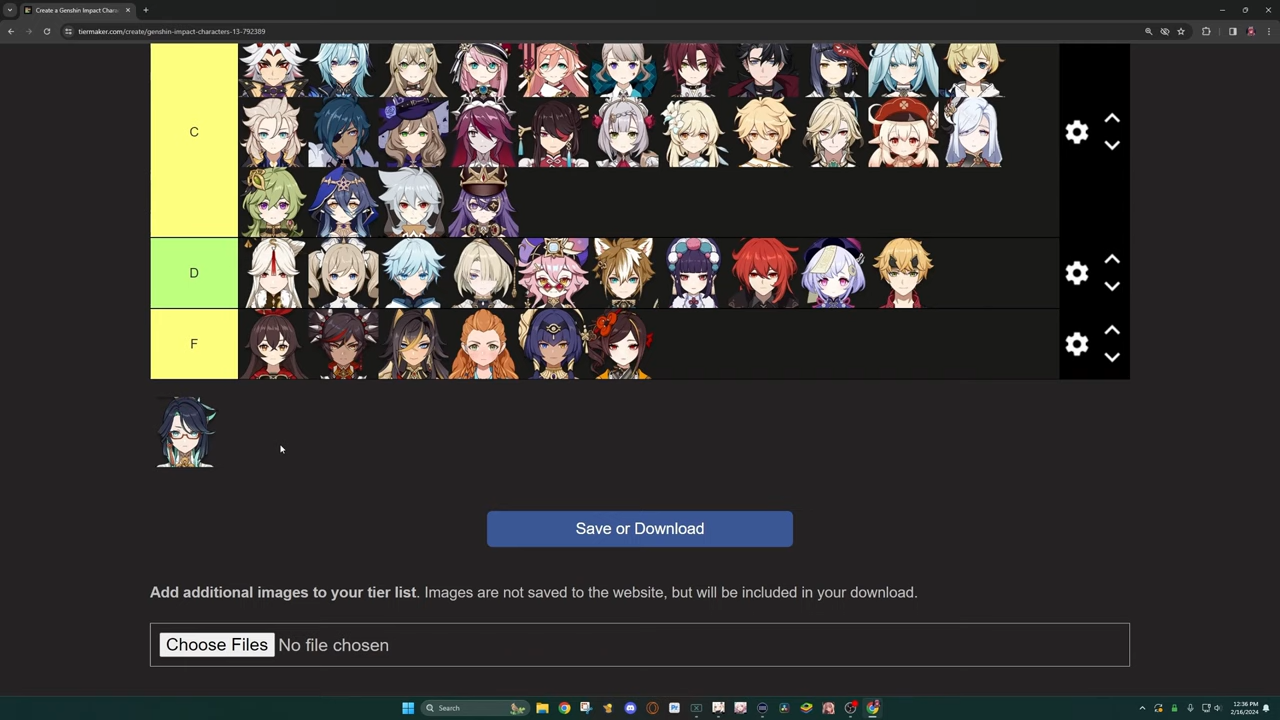 Create a Genshin Impact Chara
tiermaker.com/create/genshin-impact-characters-13-792389
C
D
F
Save or Download
Add additional images to your tier list. Images are not saved to the website, but will be included in your download.
Choose Files No file chosen
Search
12:36 PM
2/16/2024